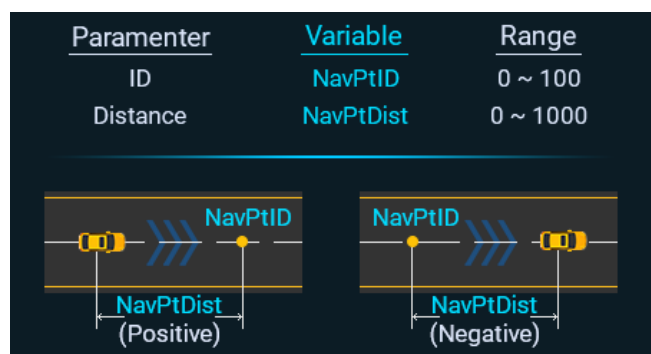 Paramenter Variable Range
ID NavPtID 0 ~ 100
Distance NavPtDist 0 ~ 1000
NavPtID NavPtID
NavPtDist NavPtDist
(Positive) (Negative)